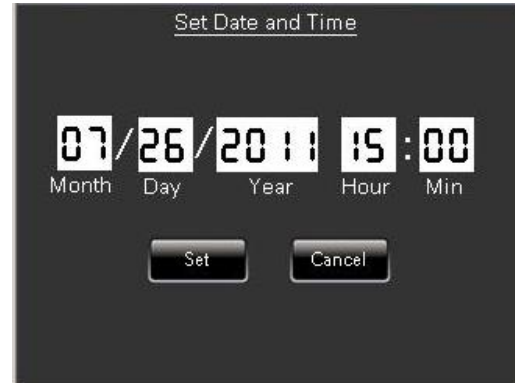 Set Date and Time
07/26/2011 15:00
Month Day Year Hour Min
Set Cancel